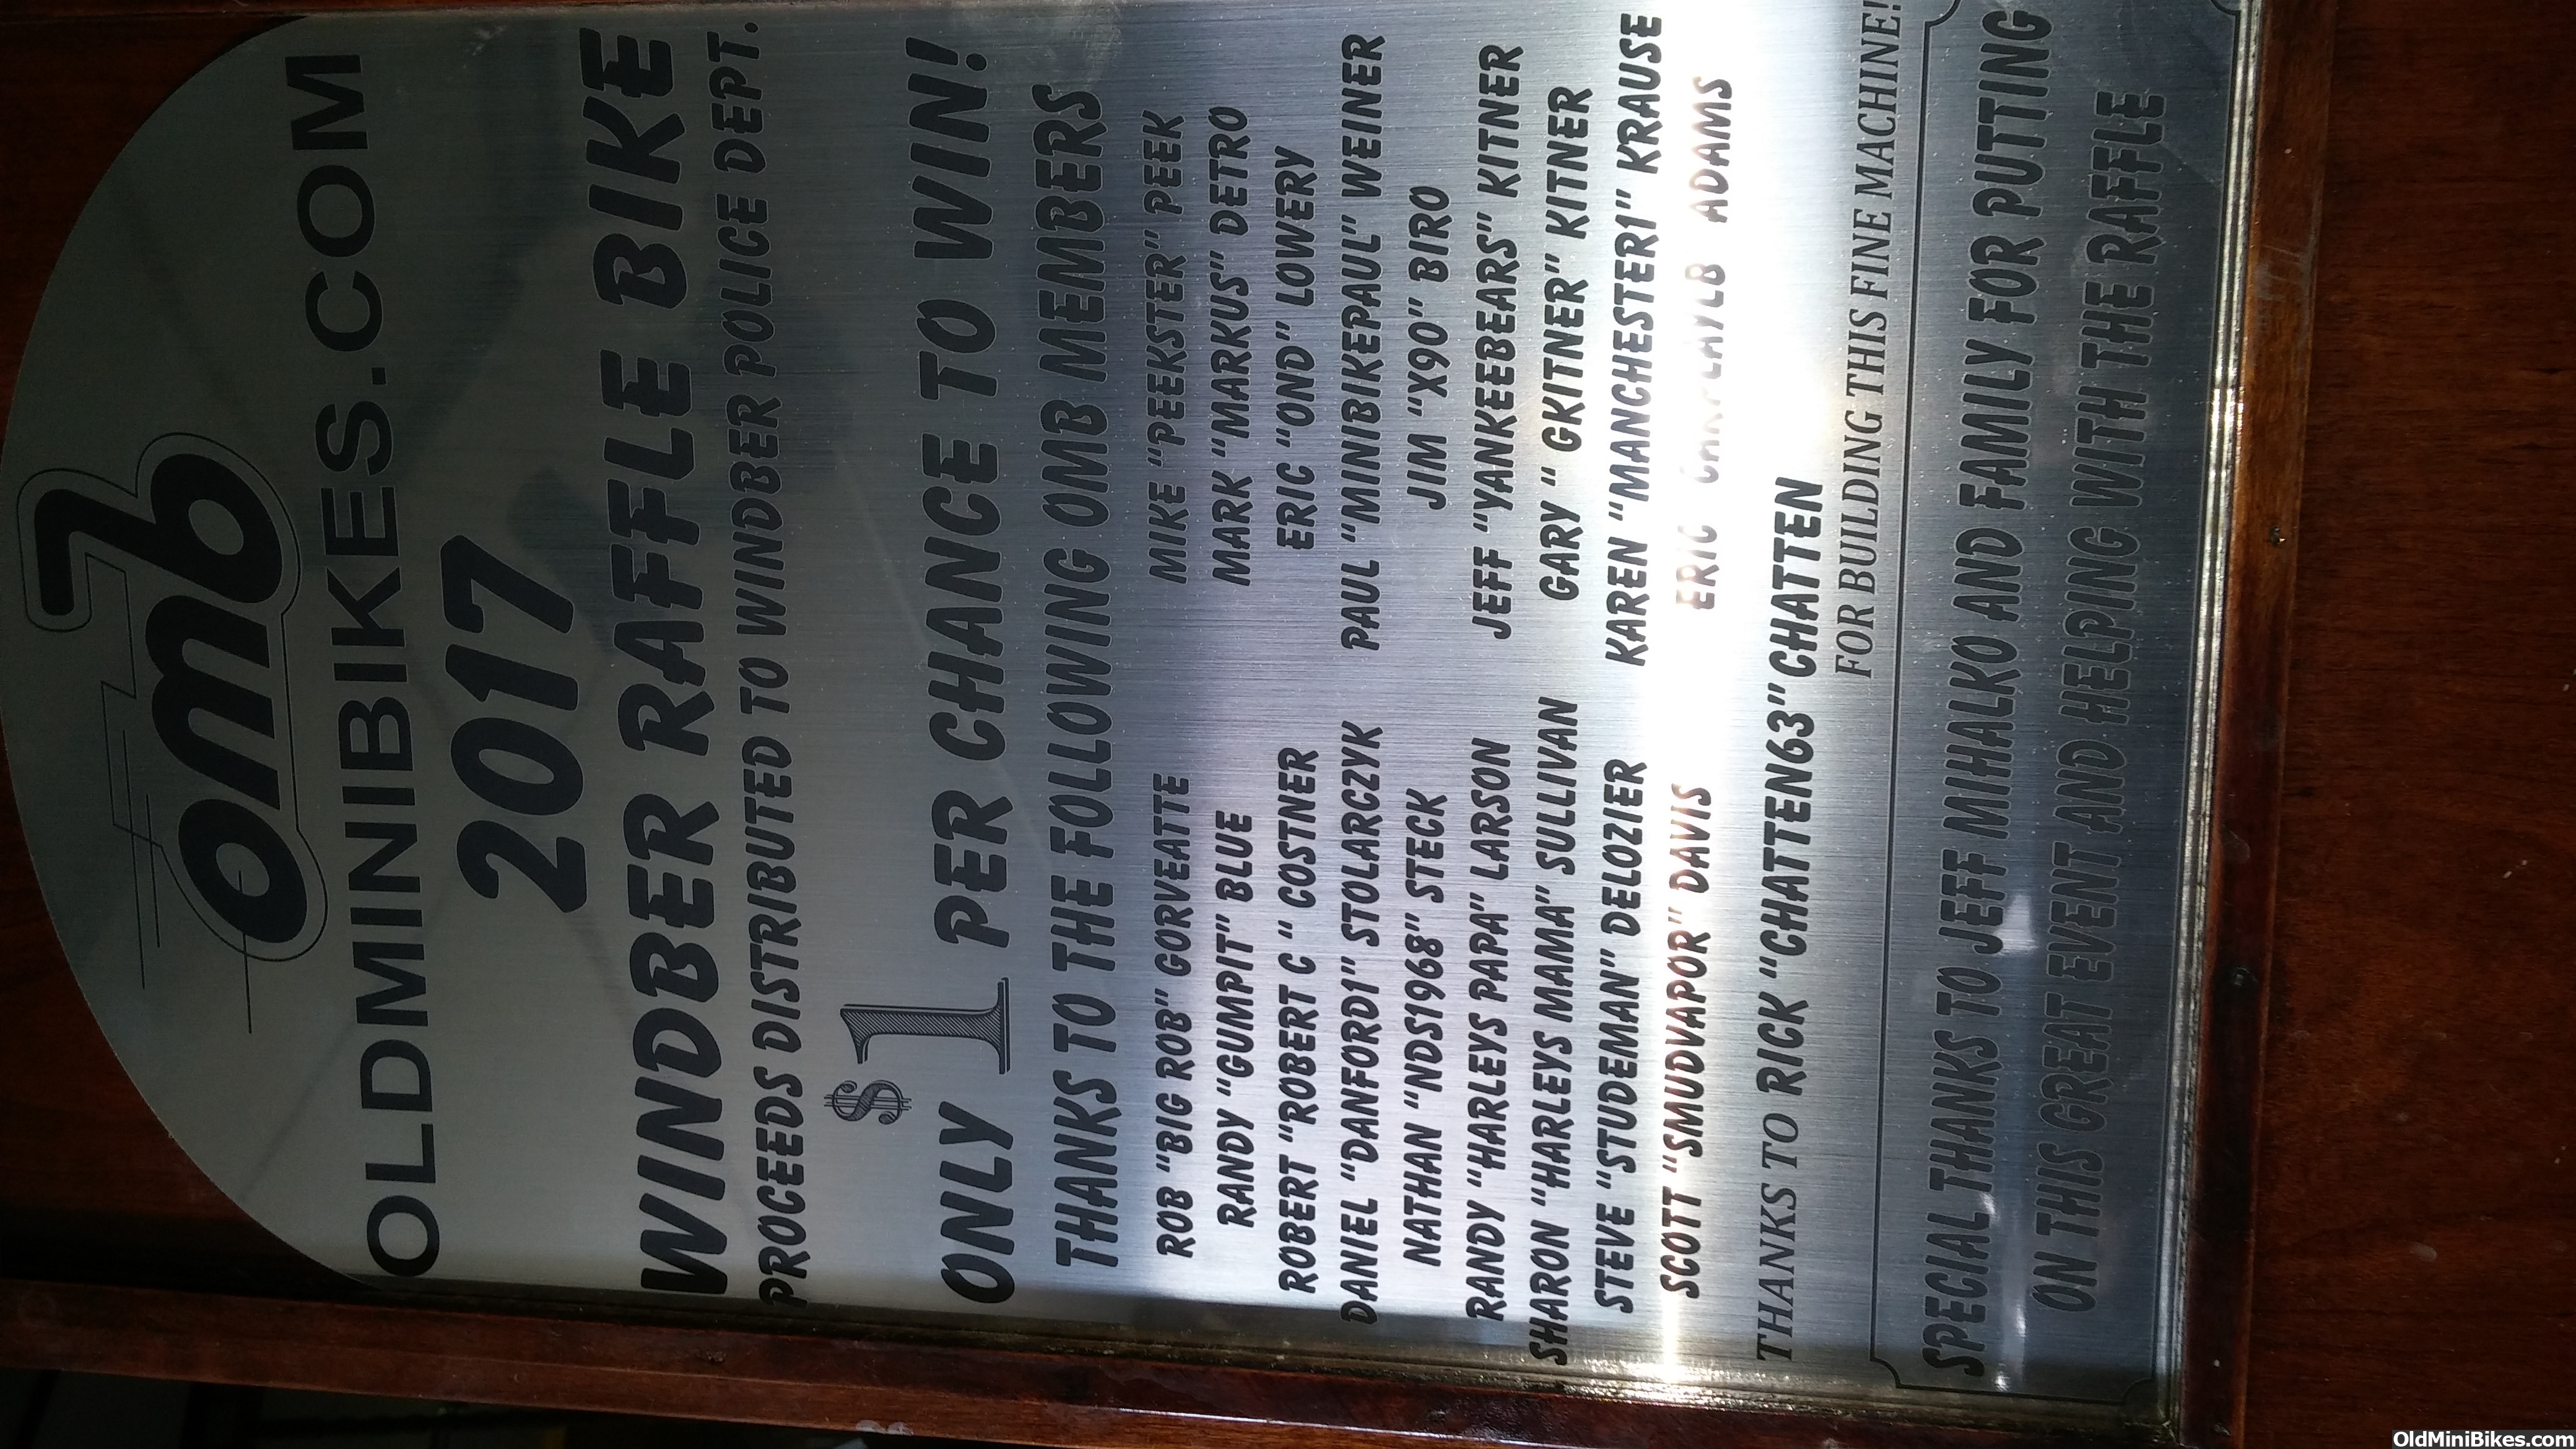 omb
OLDMINIBIKES.COM
2017
WINDBER RAFFLE BIKE
PROCEEDS DISTRIBUTED TO WINDBER POLICE DEPT.
ONLY $1 PER CHANCE TO WIN!
THANKS TO THE FOLLOWING OMB MEMBERS
ROB "BIG ROB" GORVEATTE
RANDY "GUMPIT" BLUE
ROBERT "ROBERT C " COSTNER
DANIEL "DANFORD1" STOLARCZYK
NATHAN "NDS1968" STECK
RANDY "HARLEYS PAPA" LARSON
SHARON "HARLEYS MAMA" SULLIVAN
STEVE "STUDEMAN" DELOZIER
SCOTT "SMUDVAPOR" DAVIS
MIKE "PEEKSTER" PEEK
MARK "MARKUS" DETRO
ERIC "OND" LOWERY
PAUL "MINIBIKEPAUL" WEINER
JIM "X90" BIRO
JEFF "YANKEEBEARS" KITNER
GARY " GKITNER" KITNER
KAREN "MANCHESTER1" KRAUSE
ERIC ADAMS
THANKS TO RICK "CHATTEN63"CHATTEN
FOR BUILDING THIS FINE MACHINE!
SPECIAL THANKS TO JEFF MIHALKO AND FAMILY FOR PUTTING
ON THIS GREAT EVENT AND HELPING WITH THE RAFFLE
OldMiniBikes.com